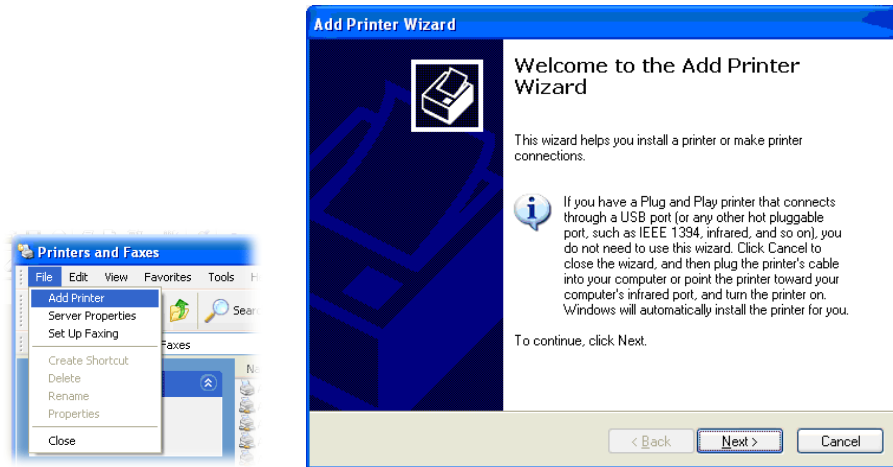 Add Printer Wizard
Welcome to the Add Printer
Wizard
This wizard helps you install a printer or make printer
connections.
If you have a Plug and Play printer that connects
through a USB port (or any other hot pluggable
port, such as IEEE 1394, infrared, and so on), you
do not need to use this wizard. Click Cancel to
close the wizard, and then plug the printer's cable
into your computer or point the printer toward your
computer's infrared port, and turn the printer on.
Windows will automatically install the printer for you.
To continue, click Next.
< Back
Next >
Cancel
Printers and Faxes
File Edit View Favorites Tools
Add Printer
Server Properties
Set Up Faxing
Create Shortcut
Delete
Rename
Properties
Close
Faxes